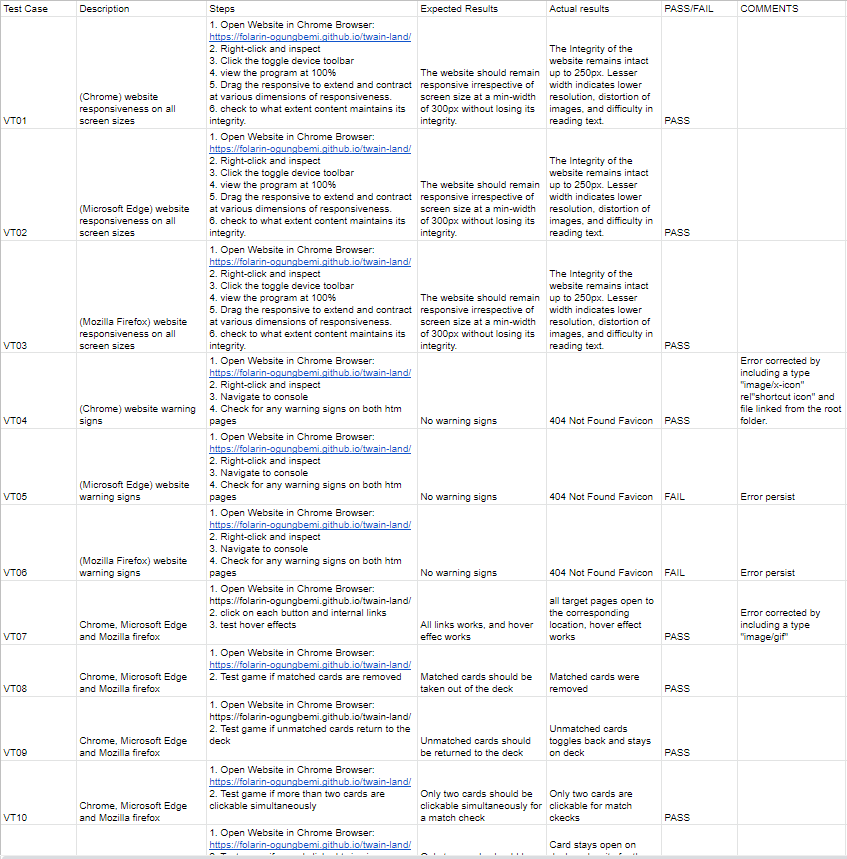 Test Case Description Steps Expected Results Actual results PASS/FAIL COMMENTS
VT01
(Chrome) website
responsiveness on all
screen sizes
1. Open Website in Chrome Browser:
https://folarin-ogungbemi.github.io/twain-land/
2. Right-click and inspect
3. Click the toggle device toolbar
4. view the program at 100%
5. Drag the responsive to extend and contract
at various dimensions of responsiveness.
6. check to what extent content maintains its
integrity.
The website should remain
responsive irrespective of
screen size at a min-width
of 300px without losing its
integrity.
The Integrity of the
website remains intact
up to 250px. Lesser
width indicates lower
resolution, distortion of
images, and difficulty in
reading text.
PASS
VT02
(Microsoft Edge) website
responsiveness on all
screen sizes
1. Open Website in Chrome Browser:
https://folarin-ogungbemi.github.io/twain-land/
2. Right-click and inspect
3. Click the toggle device toolbar
4. view the program at 100%
5. Drag the responsive to extend and contract
at various dimensions of responsiveness.
6. check to what extent content maintains its
integrity.
The website should remain
responsive irrespective of
screen size at a min-width
of 300px without losing its
integrity.
The Integrity of the
website remains intact
up to 250px. Lesser
width indicates lower
resolution, distortion of
images, and difficulty in
reading text.
PASS
VT03
(Mozilla Firefox) website
responsiveness on all
screen sizes
1. Open Website in Chrome Browser:
https://folarin-ogungbemi.github.io/twain-land/
2. Right-click and inspect
3. Click the toggle device toolbar
4. view the program at 100%
5. Drag the responsive to extend and contract
at various dimensions of responsiveness.
6. check to what extent content maintains its
integrity.
The website should remain
responsive irrespective of
screen size at a min-width
of 300px without losing its
integrity.
The Integrity of the
website remains intact
up to 250px. Lesser
width indicates lower
resolution, distortion of
images, and difficulty in
reading text.
PASS
VT04
(Chrome) website warning
signs
1. Open Website in Chrome Browser:
https://folarin-ogungbemi.github.io/twain-land/
2. Right-click and inspect
3. Navigate to console
4. Check for any warning signs on both htm
pages
No warning signs
404 Not Found Favicon
PASS
Error corrected by
including a type
"image/x-icon"
rel"shortcut icon" and
file linked from the root
folder.
VT05
(Microsoft Edge) website
warning signs
1. Open Website in Chrome Browser:
https://folarin-ogungbemi.github.io/twain-land/
2. Right-click and inspect
3. Navigate to console
4. Check for any warning signs on both htm
pages
No warning signs
404 Not Found Favicon
FAIL
Error persist
VT06
(Mozilla Firefox) website
warning signs
1. Open Website in Chrome Browser:
https://folarin-ogungbemi.github.io/twain-land/
2. Right-click and inspect
3. Navigate to console
4. Check for any warning signs on both htm
pages
No warning signs
404 Not Found Favicon
FAIL
Error persist
VT07
Chrome, Microsoft Edge
and Mozilla firefox
1. Open Website in Chrome Browser:
https://folarin-ogungbemi.github.io/twain-land/
2. click on each button and internal links
3. test hover effects
All links works, and hover
effec works
all target pages open to
the corresponding
location, hover effect
works
PASS
Error corrected by
including a type
"image/gif"
VT08
Chrome, Microsoft Edge
and Mozilla firefox
1. Open Website in Chrome Browser:
https://folarin-ogungbemi.github.io/twain-land/
2. Test game if matched cards are removed
Matched cards should be
taken out of the deck
Matched cards were
removed
PASS
VT09
Chrome, Microsoft Edge
and Mozilla firefox
1. Open Website in Chrome Browser:
https://folarin-ogungbemi.github.io/twain-land/
2. Test game if unmatched cards return to the
deck
Unmatched cards should
be returned to the deck
Unmatched cards
toggles back and stays
on deck
PASS
VT10
Chrome, Microsoft Edge
and Mozilla firefox
1. Open Website in Chrome Browser:
https://folarin-ogungbemi.github.io/twain-land/
2. Test game if more than two cards are
clickable simultaneously
Only two cards should be
clickable simultaneously for
a match check
Only two cards are
clickable for match
ckecks
PASS
1. Open Website in Chrome Browser:
https://folarin-ogungbemi.github.io/twain-land/
Card stays open on